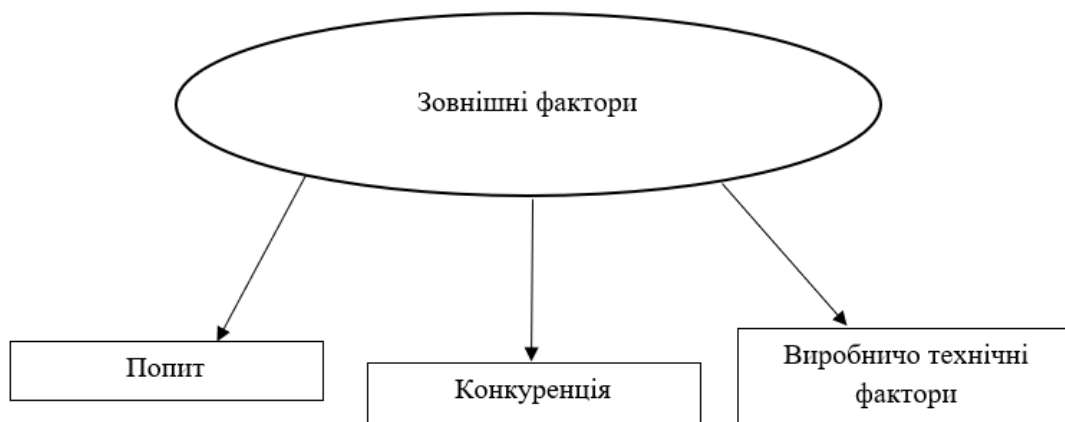 Зовнішні фактори
Попит
Конкуренція
Виробничо технічні
фактори